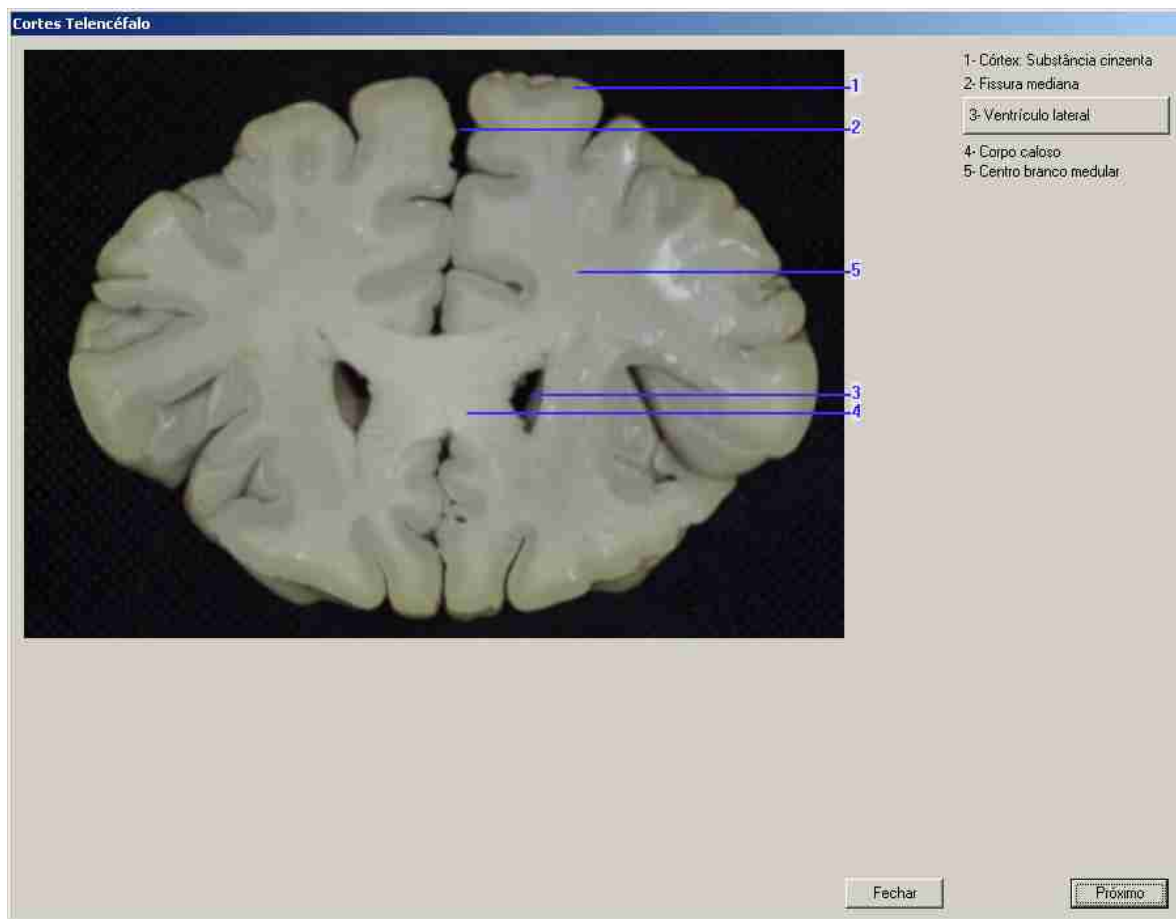 Cortes Telencéfalo
1
2
5
3
4
1- Córtex: Substância cinzenta
2- Fissura mediana
3- Ventrículo lateral
4- Corpo caloso
5- Centro branco medular
Fechar
Próximo